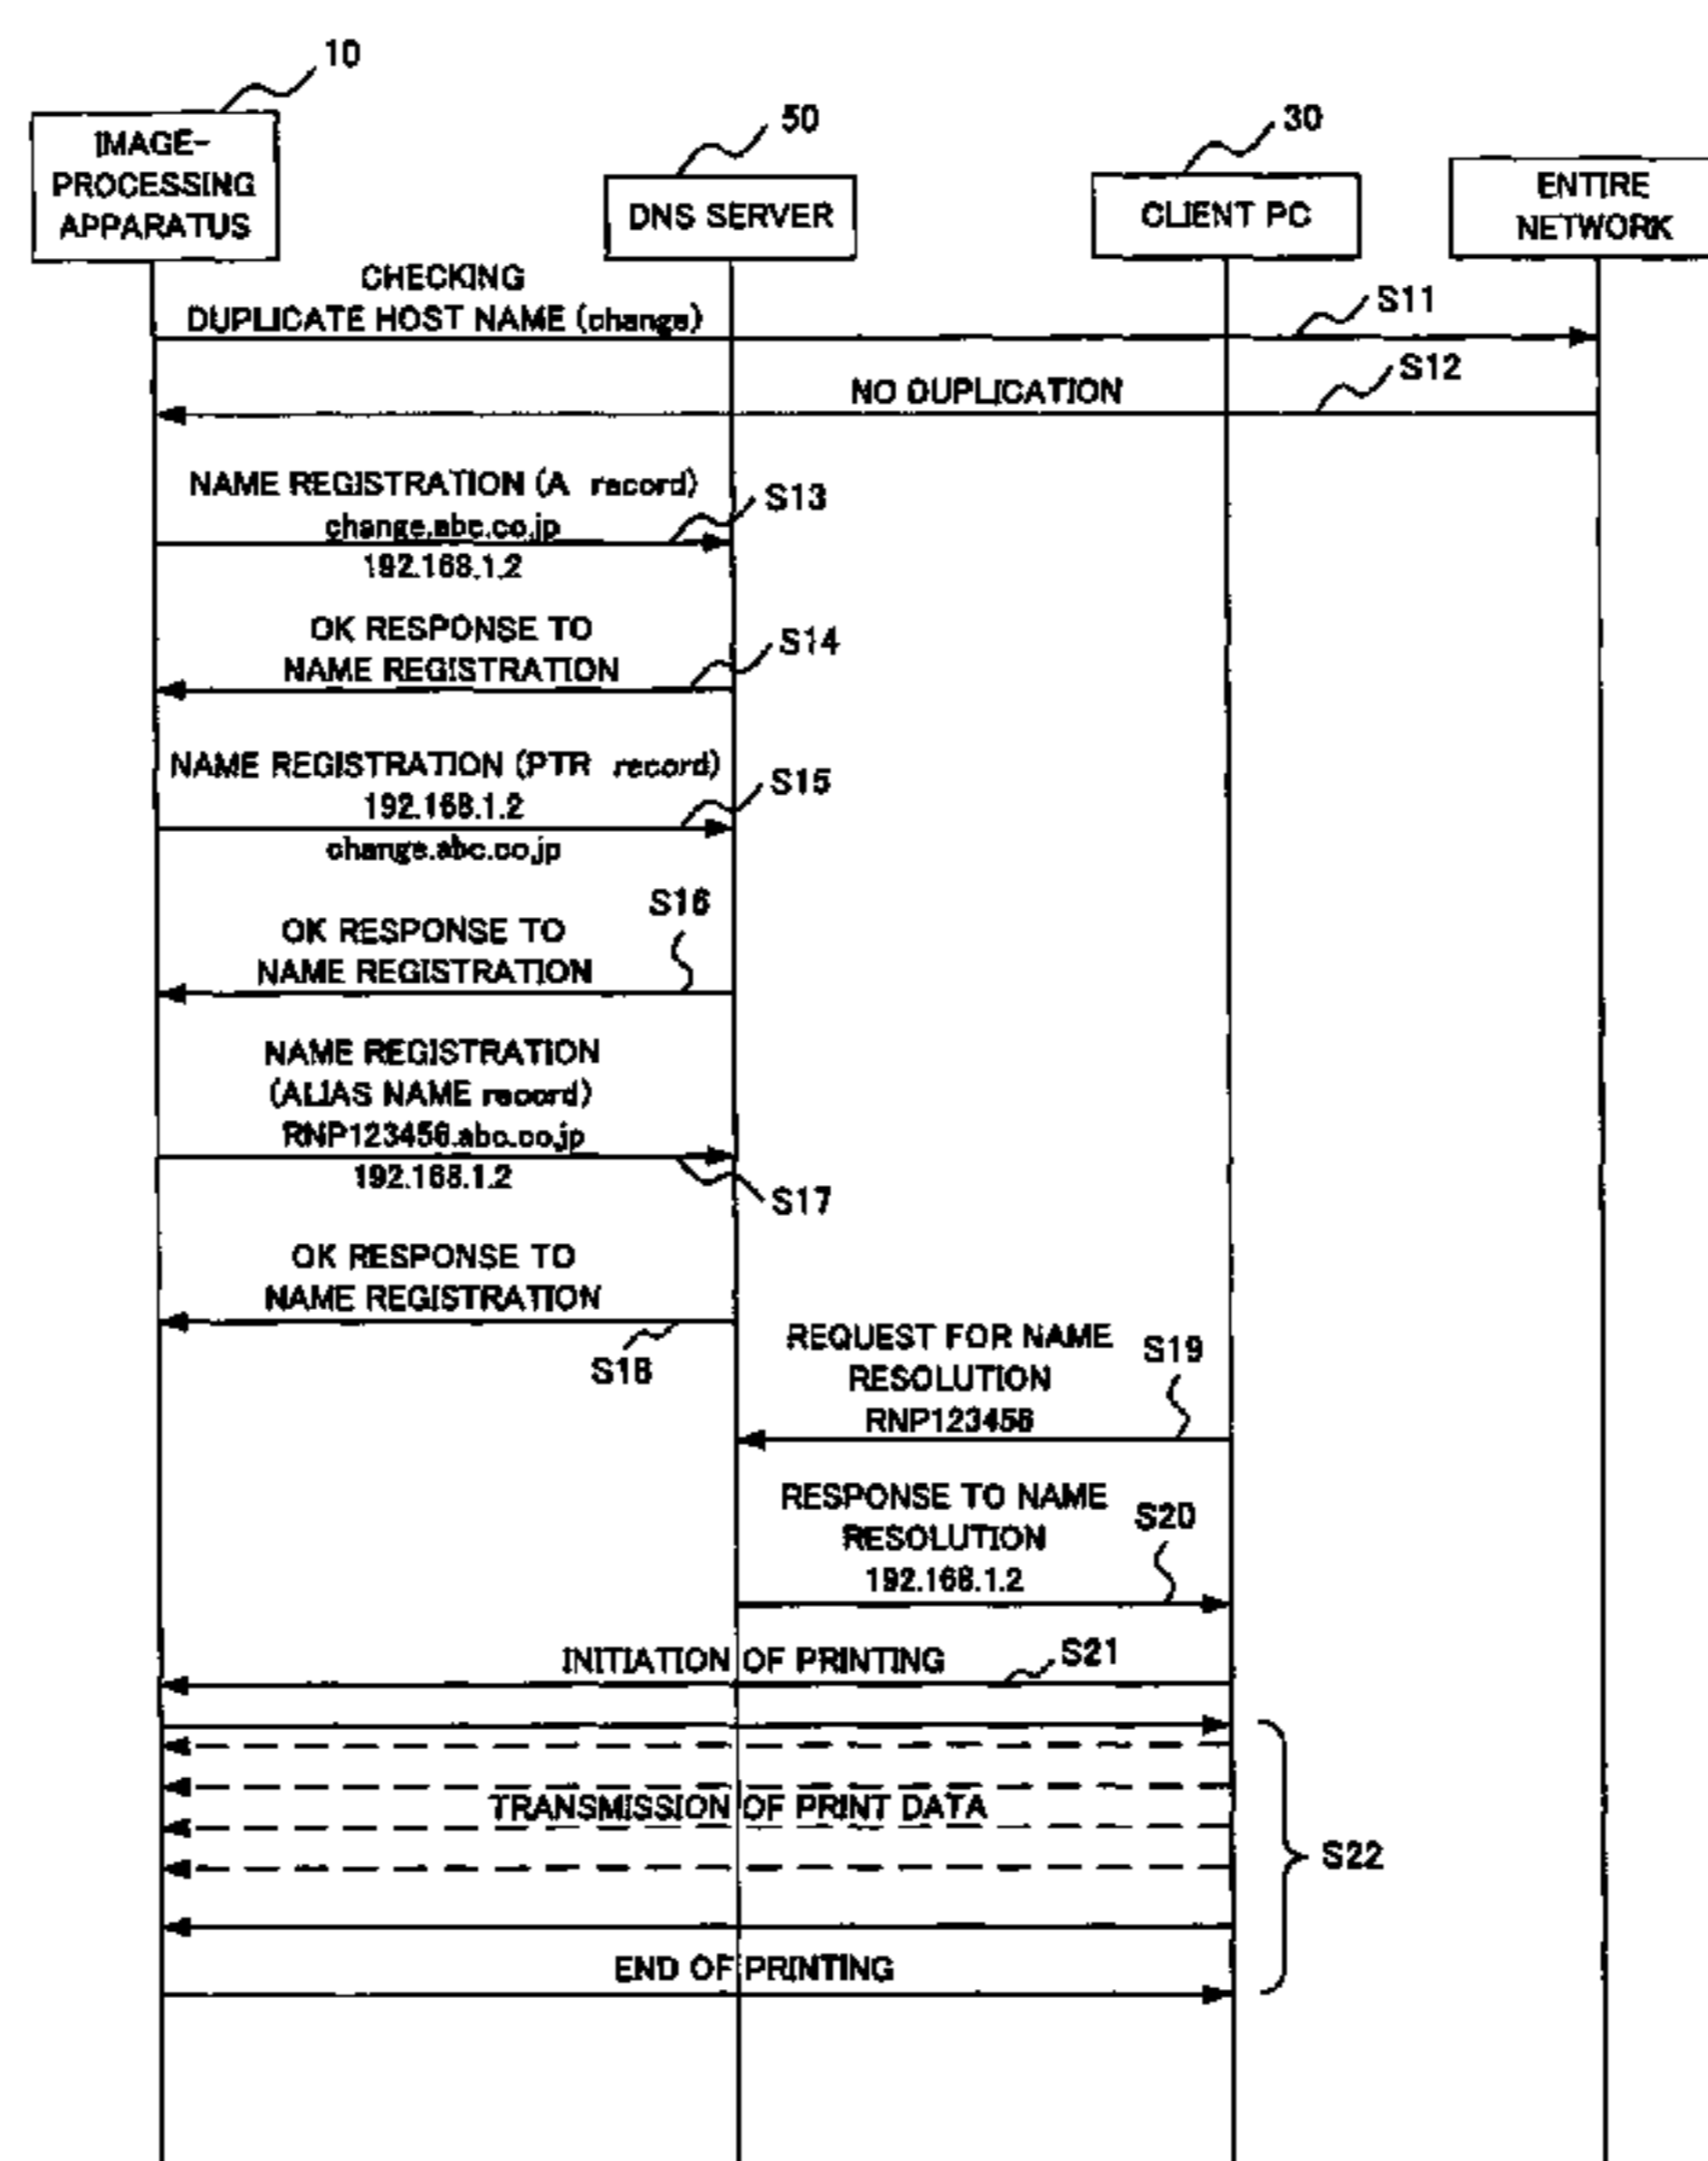 10
IMAGE-
PROCESSING
APPARATUS
50
DNS SERVER
30
CLIENT PC
ENTIRE
NETWORK
CHECKING
DUPLICATE HOST NAME (change)
S11
NO DUPLICATION
S12
NAME REGISTRATION (A record)
change.abc.co.jp
192.168.1.2
S13
OK RESPONSE TO
NAME REGISTRATION
S14
NAME REGISTRATION (PTR record)
192.168.1.2
change.abc.co.jp
S15
OK RESPONSE TO
NAME REGISTRATION
S16
NAME REGISTRATION
(ALIAS NAME record)
RNP123456.abc.co.jp
192.168.1.2
S17
OK RESPONSE TO
NAME REGISTRATION
S18
REQUEST FOR NAME
RESOLUTION
RNP123456
S19
RESPONSE TO NAME
RESOLUTION
192.168.1.2
S20
INITIATION OF PRINTING
S21
TRANSMISSION OF PRINT DATA
S22
END OF PRINTING